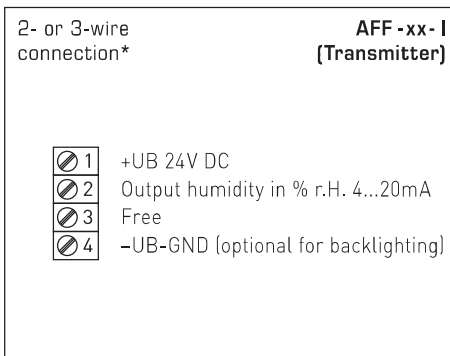 2- or 3-wire AFF-xx-I
connection* (Transmitter)
1 +UB 24V DC
2 Output humidity in % r.H. 4...20mA
3 Free
4 –UB-GND (optional for backlighting)